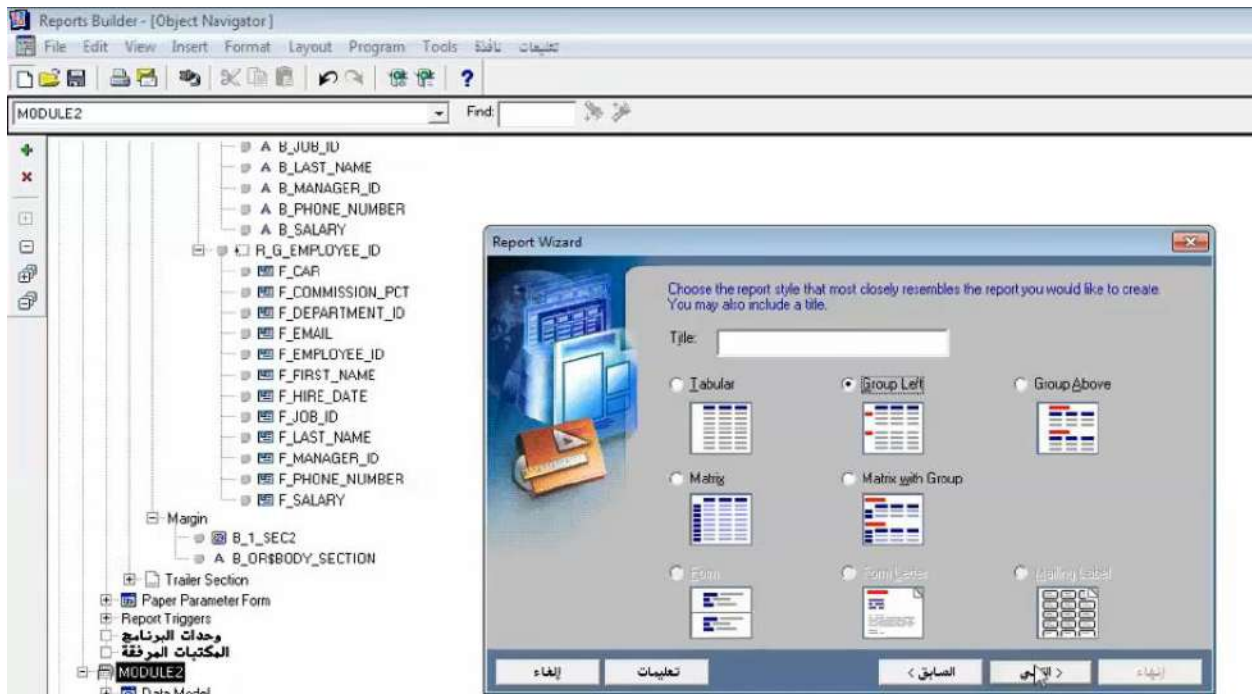 Reports Builder - [Object Navigator]
File Edit View Insert Format Layout Program Tools نافذة تعليمات
MODULE2 Find:
A B_JOB_ID
A B_LAST_NAME
A B_MANAGER_ID
A B_PHONE_NUMBER
A B_SALARY
R_G_EMPLOYEE_ID
F_CAR
F_COMMISSION_PCT
F_DEPARTMENT_ID
F_EMAIL
F_EMPLOYEE_ID
F_FIRST_NAME
F_HIRE_DATE
F_JOB_ID
F_LAST_NAME
F_MANAGER_ID
F_PHONE_NUMBER
F_SALARY
Margin
B_1_SEC2
A B_OR$BODY_SECTION
Trailer Section
Paper Parameter Form
Report Triggers
وحدات البرنامج
المكتبات المرفقة
MODULE2
Data Model
Report Wizard
Choose the report style that most closely resembles the report you would like to create.
You may also include a title.
Title:
Tabular Group Left Group Above
Matrix Matrix with Group
Form Form Letter Mailing Label
إلغاء تعليمات السابق > < التالي إنهاء